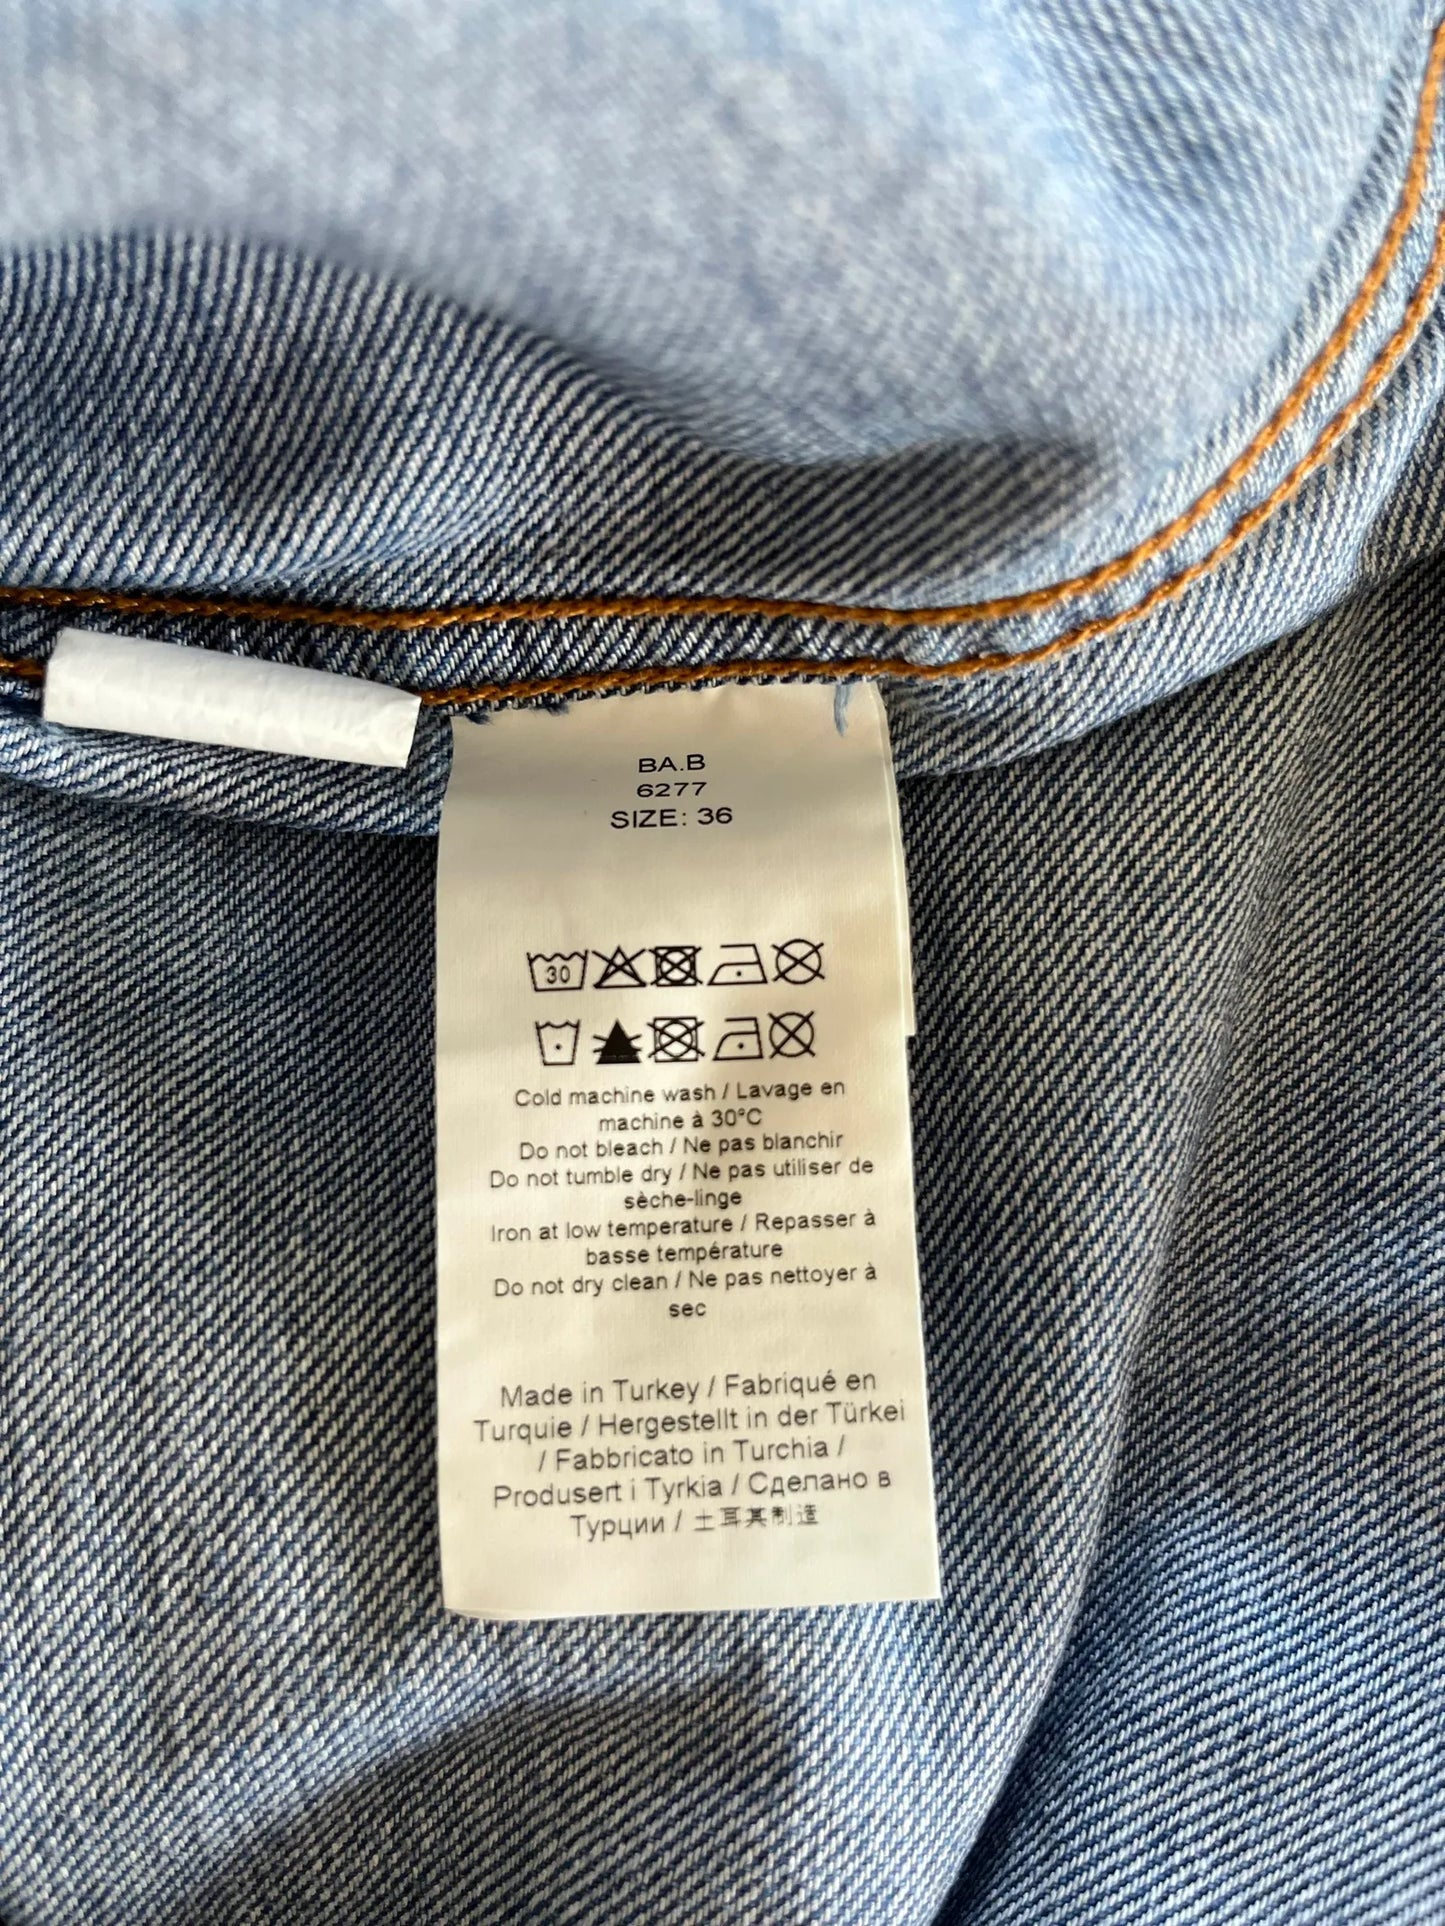 BA.B
6277
SIZE: 36
30
Cold machine wash / Lavage en
machine à 30°C
Do not bleach / Ne pas blanchir
Do not tumble dry / Ne pas utiliser de
sèche-linge
Iron at low temperature / Repasser à
basse température
Do not dry clean / Ne pas nettoyer à
sec
Made in Turkey / Fabriqué en
Turquie / Hergestellt in der Türkei
/ Fabbricato in Turchia /
Produsert i Tyrkia / Сделано в
Турции / 土耳其制造